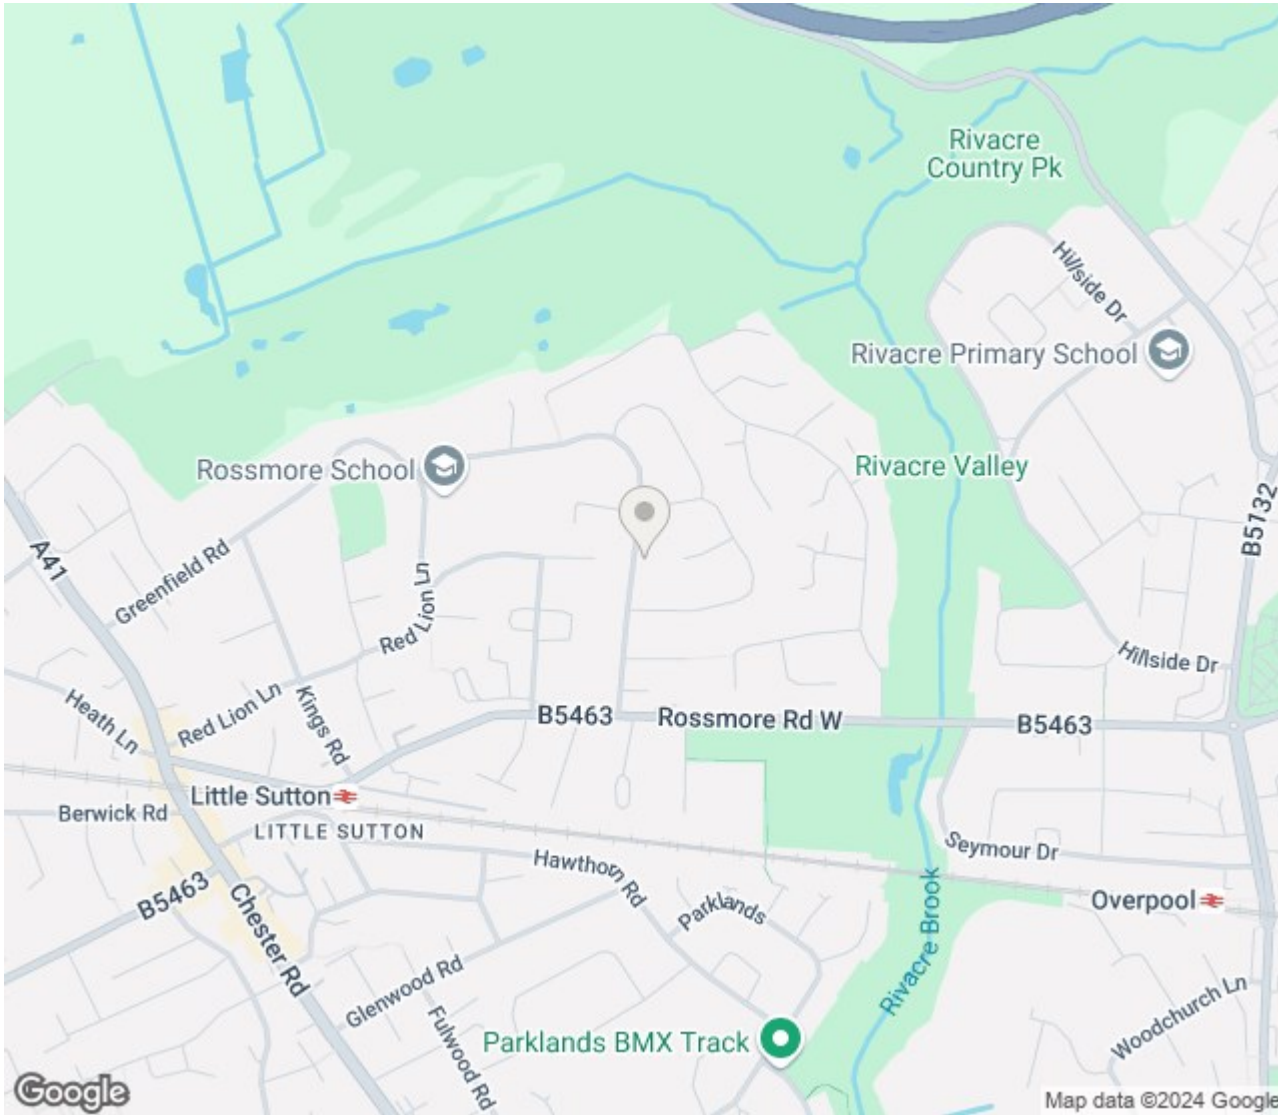 Rivacre
Country Pk
Hillside Dr
Rivacre Primary School
Rossmore School
Rivacre Valley
B5132
A41
Greenfield Rd
Red Lion Ln
Hillside Dr
Red Lion Ln
Kings Rd
Heath Ln
B5463
Rossmore Rd W
B5463
Little Sutton
Berwick Rd
LITTLE SUTTON
Seymour Dr
Hawthorn Rd
B5463
Chester Rd
Parklands
Overpool
Rivacre Brook
Glenwood Rd
Fulwood Rd
Woodchurch Ln
Parklands BMX Track
Google
Map data ©2024 Google